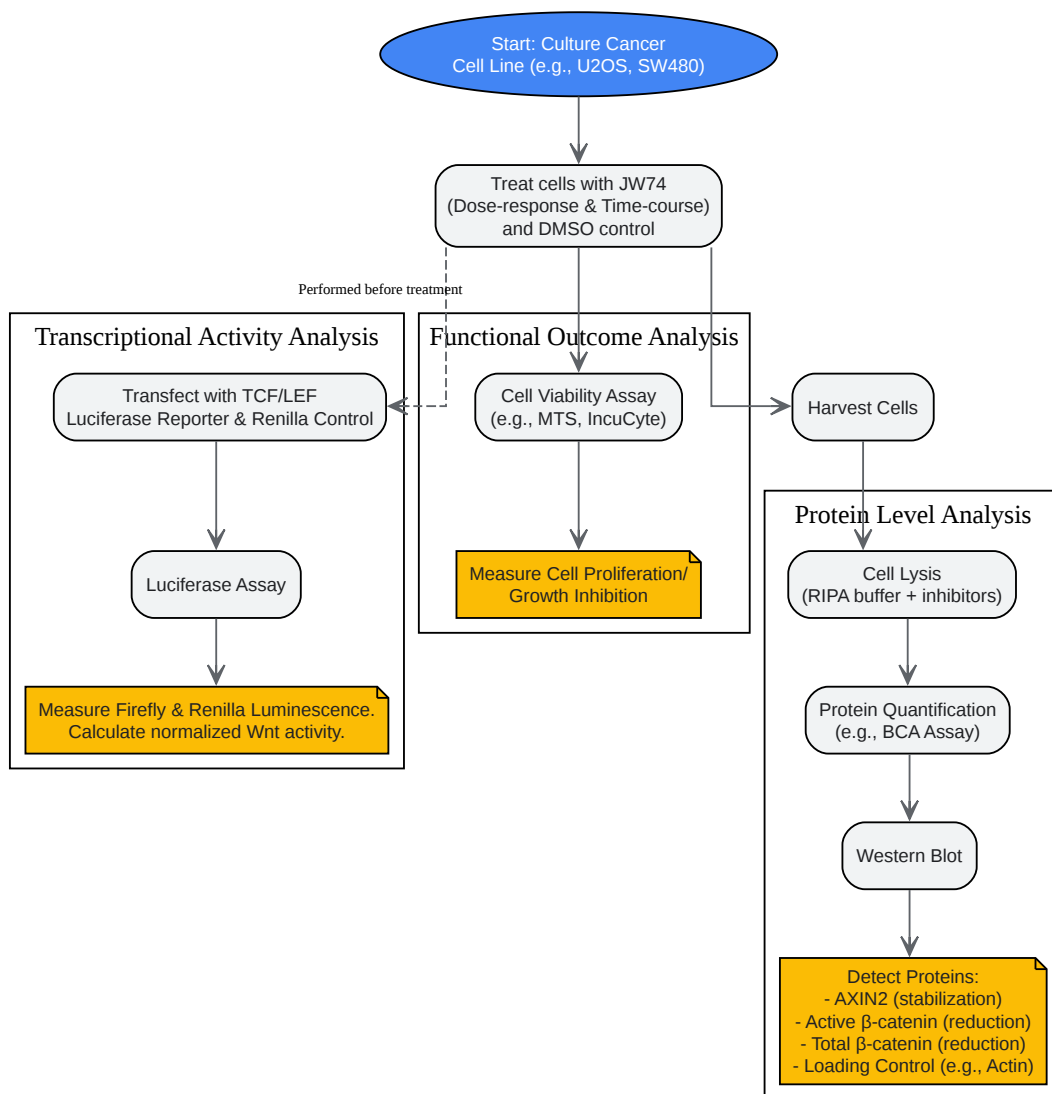 Start: Culture Cancer
Cell Line (e.g., U2OS, SW480)
Treat cells with JW74
(Dose-response & Time-course)
and DMSO control
Performed before treatment
Transcriptional Activity Analysis
Transfect with TCF/LEF
Luciferase Reporter & Renilla Control
Luciferase Assay
Measure Firefly & Renilla Luminescence.
Calculate normalized Wnt activity.
Functional Outcome Analysis
Cell Viability Assay
(e.g., MTS, IncuCyte)
Measure Cell Proliferation/
Growth Inhibition
Harvest Cells
Protein Level Analysis
Cell Lysis
(RIPA buffer + inhibitors)
Protein Quantification
(e.g., BCA Assay)
Western Blot
Detect Proteins:
- AXIN2 (stabilization)
- Active β-catenin (reduction)
- Total β-catenin (reduction)
- Loading Control (e.g., Actin)